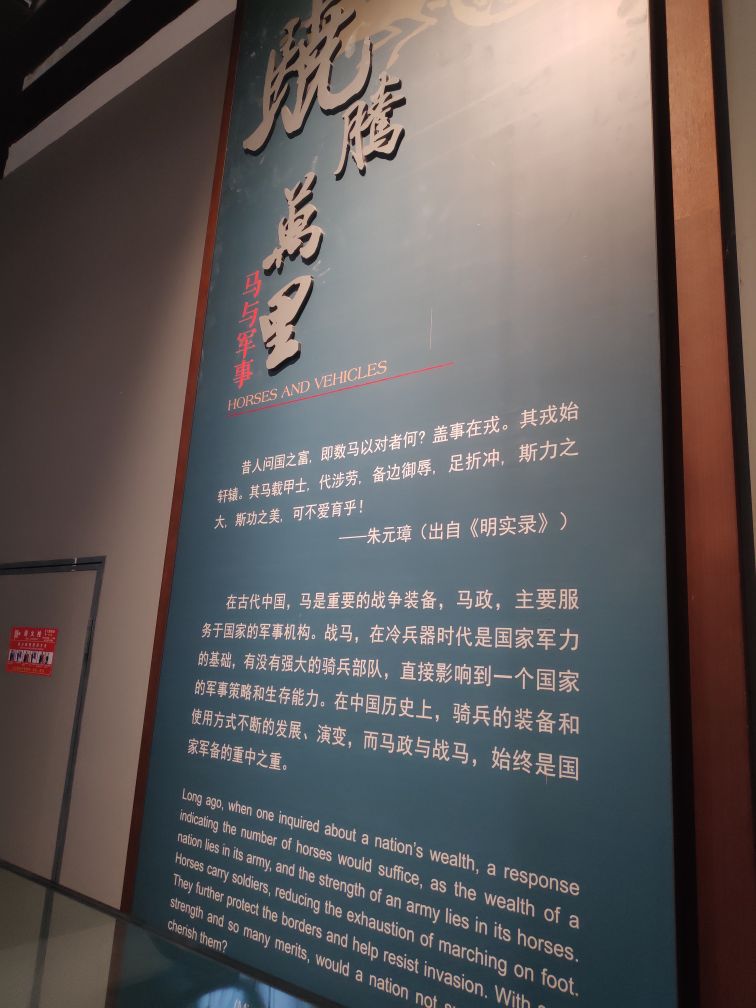 驍
騰
萬
里
马与军事
HORSES AND VEHICLES
昔人问国之富，即数马以对者何？盖事在戎。其戎始
轩辕。其马载甲士，代涉劳，备边御辱，足折冲，斯力之
大，斯功之美，可不爱育乎！
——朱元璋（出自《明实录》）
在古代中国，马是重要的战争装备，马政，主要服
务于国家的军事机构。战马，在冷兵器时代是国家军力
的基础，有没有强大的骑兵部队，直接影响到一个国家
的军事策略和生存能力。在中国历史上，骑兵的装备和
使用方式不断的发展、演变，而马政与战马，始终是国
家军备的重中之重。
Long ago, when one inquired about a nation's wealth, a response
indicating the number of horses would suffice, as the wealth of a
nation lies in its army, and the strength of an army lies in its horses.
Horses carry soldiers, reducing the exhaustion of marching on foot.
They further protect the borders and help resist invasion. With
strength and so many merits, would a nation not
cherish them?